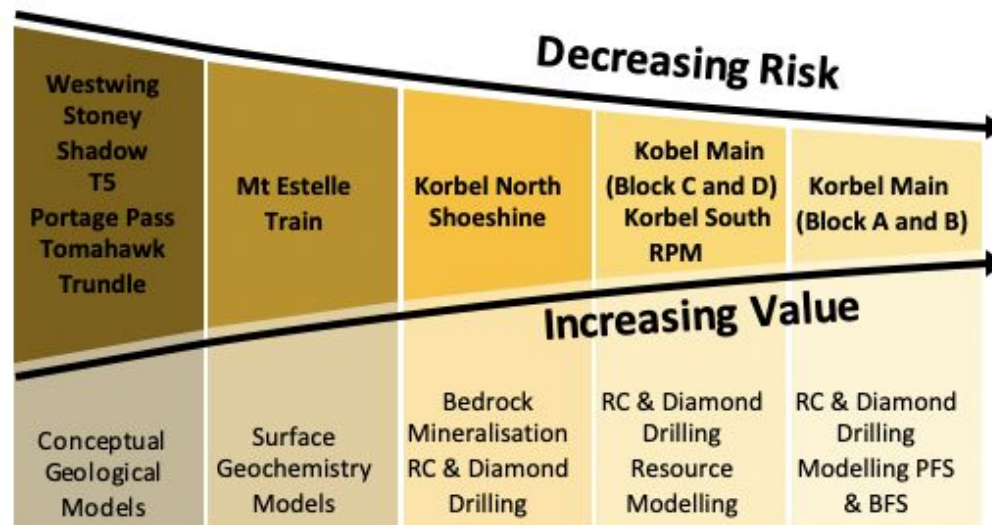 Decreasing Risk
Westwing
Stoney
Shadow
T5
Portage Pass
Tomahawk
Trundle
Mt Estelle
Train
Korbel North
Shoeshine
Kobel Main
(Block C and D)
Korbel South
RPM
Korbel Main
(Block A and B)
Increasing Value
Conceptual
Geological
Models
Surface
Geochemistry
Models
Bedrock
Mineralisation
RC & Diamond
Drilling
RC & Diamond
Drilling
Resource
Modelling
RC & Diamond
Drilling
Modelling PFS
& BFS